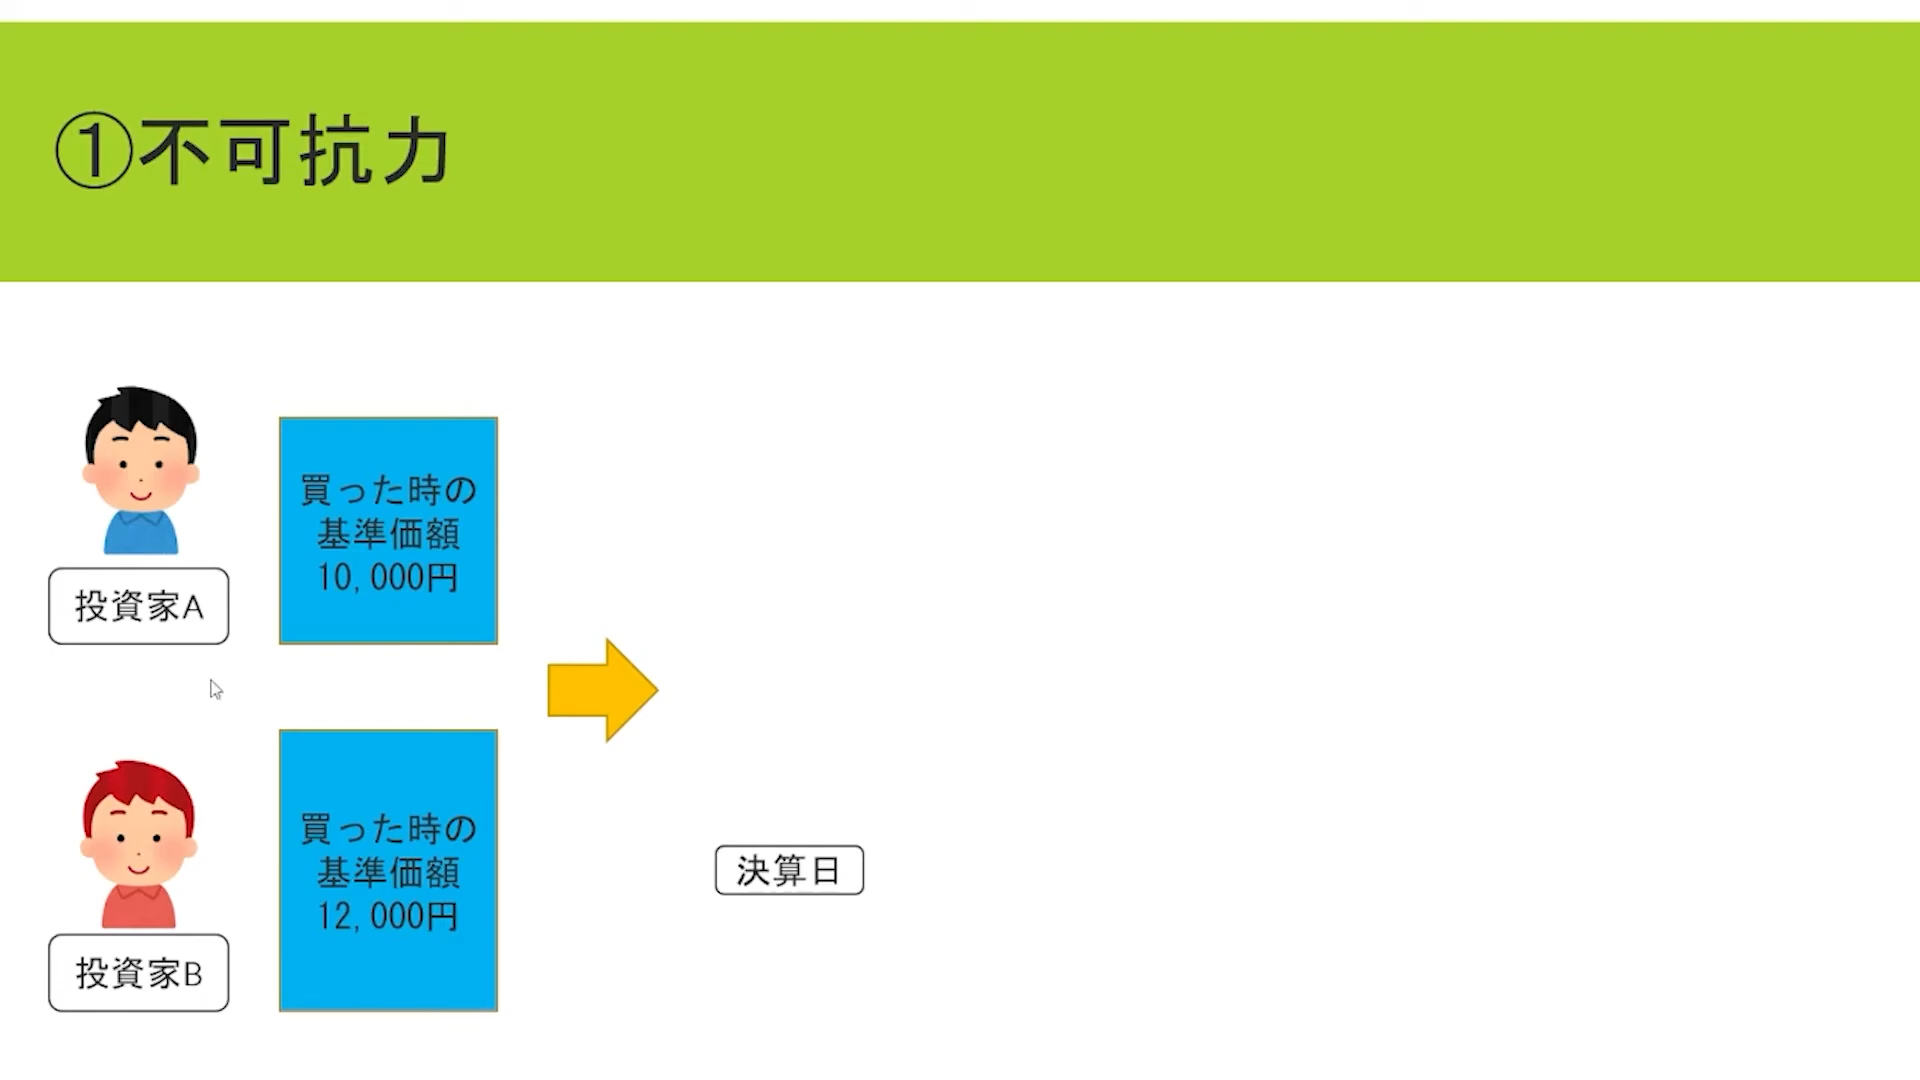 ①不可抗力
買った時の
基準価額
10,000円
投資家A
買った時の
基準価額
12,000円
投資家B
決算日